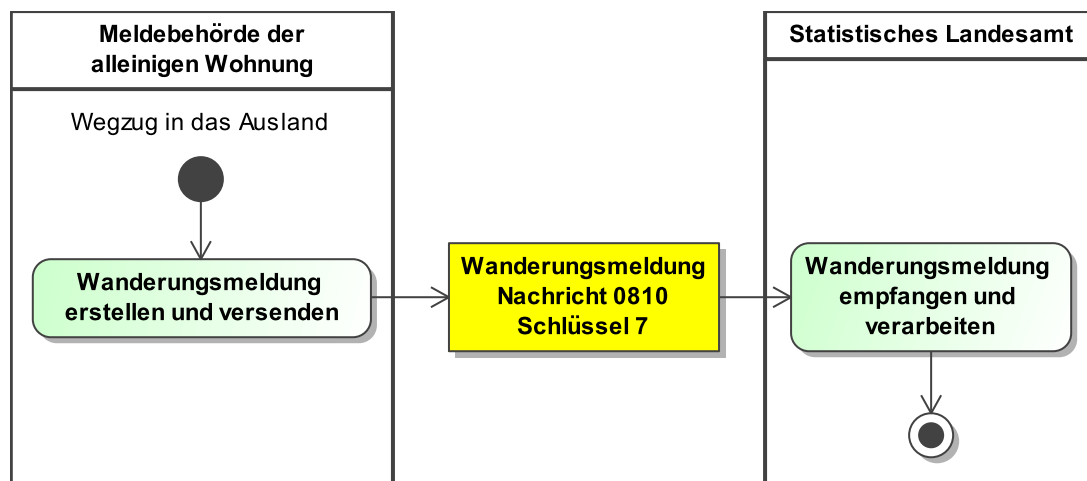 Meldebehörde der
alleinigen Wohnung
Statistisches Landesamt
Wegzug in das Ausland
Wanderungsmeldung
erstellen und versenden
Wanderungsmeldung
Nachricht 0810
Schlüssel 7
Wanderungsmeldung
empfangen und
verarbeiten